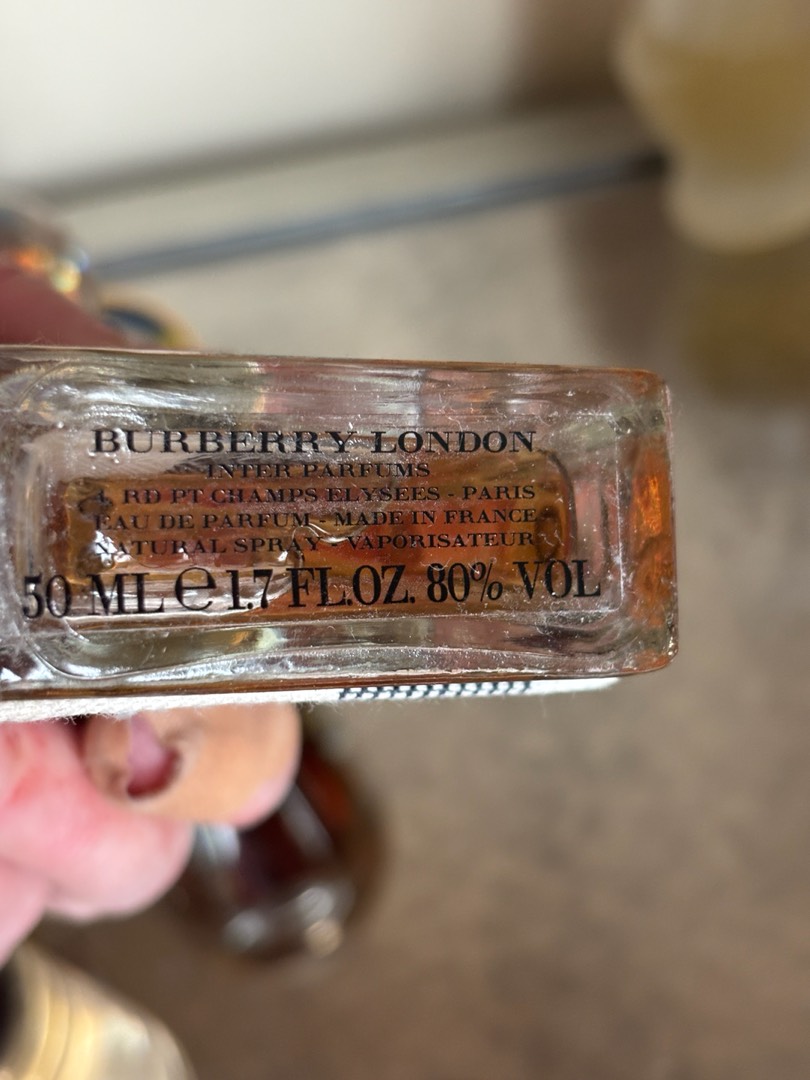 BURBERRY LONDON
INTER PARFUMS
4, RD PT CHAMPS ELYSEES - PARIS
EAU DE PARFUM - MADE IN FRANCE
NATURAL SPRAY - VAPORISATEUR
50 ML ℮ 1.7 FL.OZ. 80% VOL